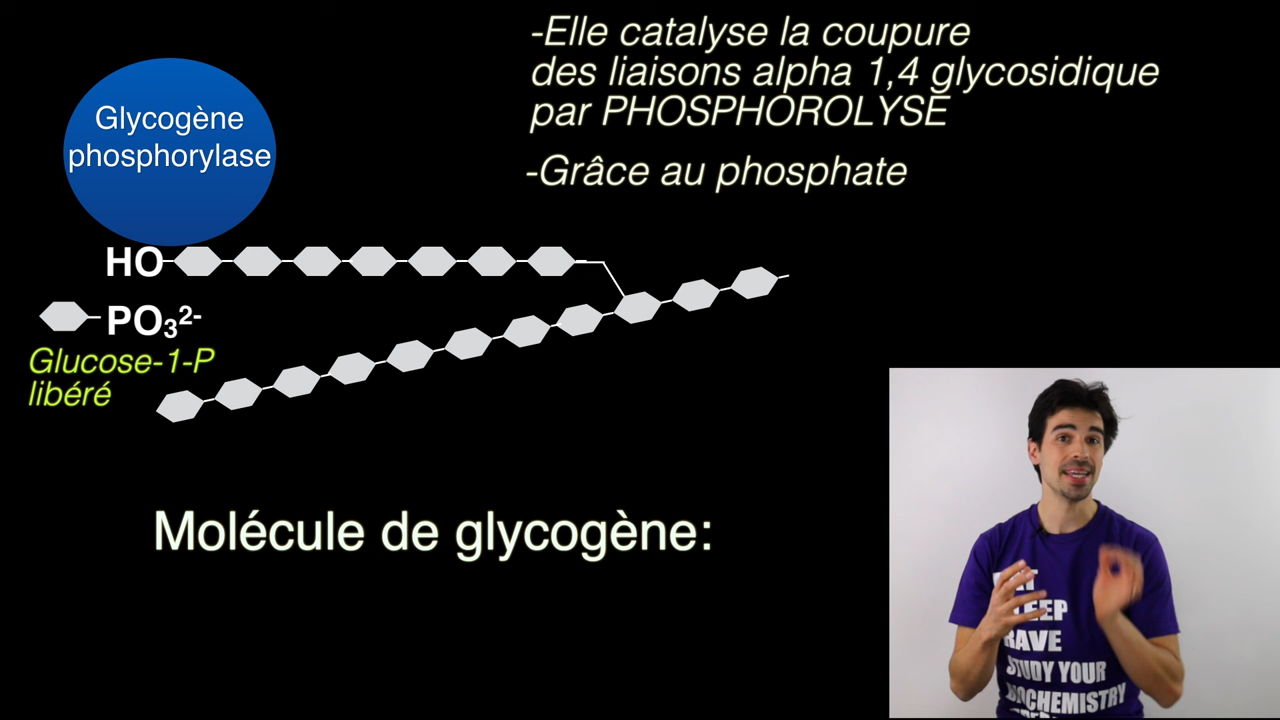 -Elle catalyse la coupure
des liaisons alpha 1,4 glycosidique
par PHOSPHOROLYSE
-Grâce au phosphate
Glycogène
phosphorylase
HO
PO₃²⁻
Glucose-1-P
libéré
Molécule de glycogène:
RAVE
STUDY YOUR
BIOCHEMISTRY